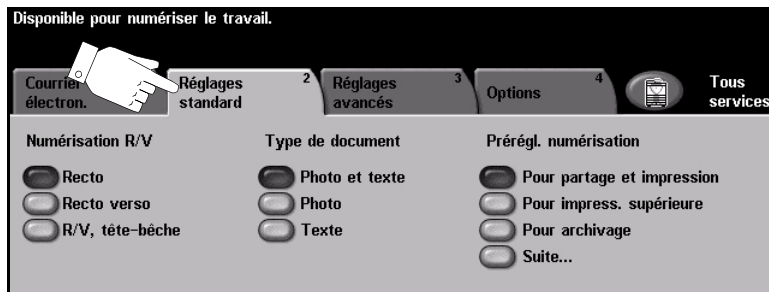 Disponible pour numériser le travail.
Courrier électron.
Réglages standard
2
Réglages avancés
3
Options
4
Tous services
Numérisation R/V
Recto
Recto verso
R/V, tête-bêche
Type de document
Photo et texte
Photo
Texte
Prérégl. numérisation
Pour partage et impression
Pour impress. supérieure
Pour archivage
Suite...